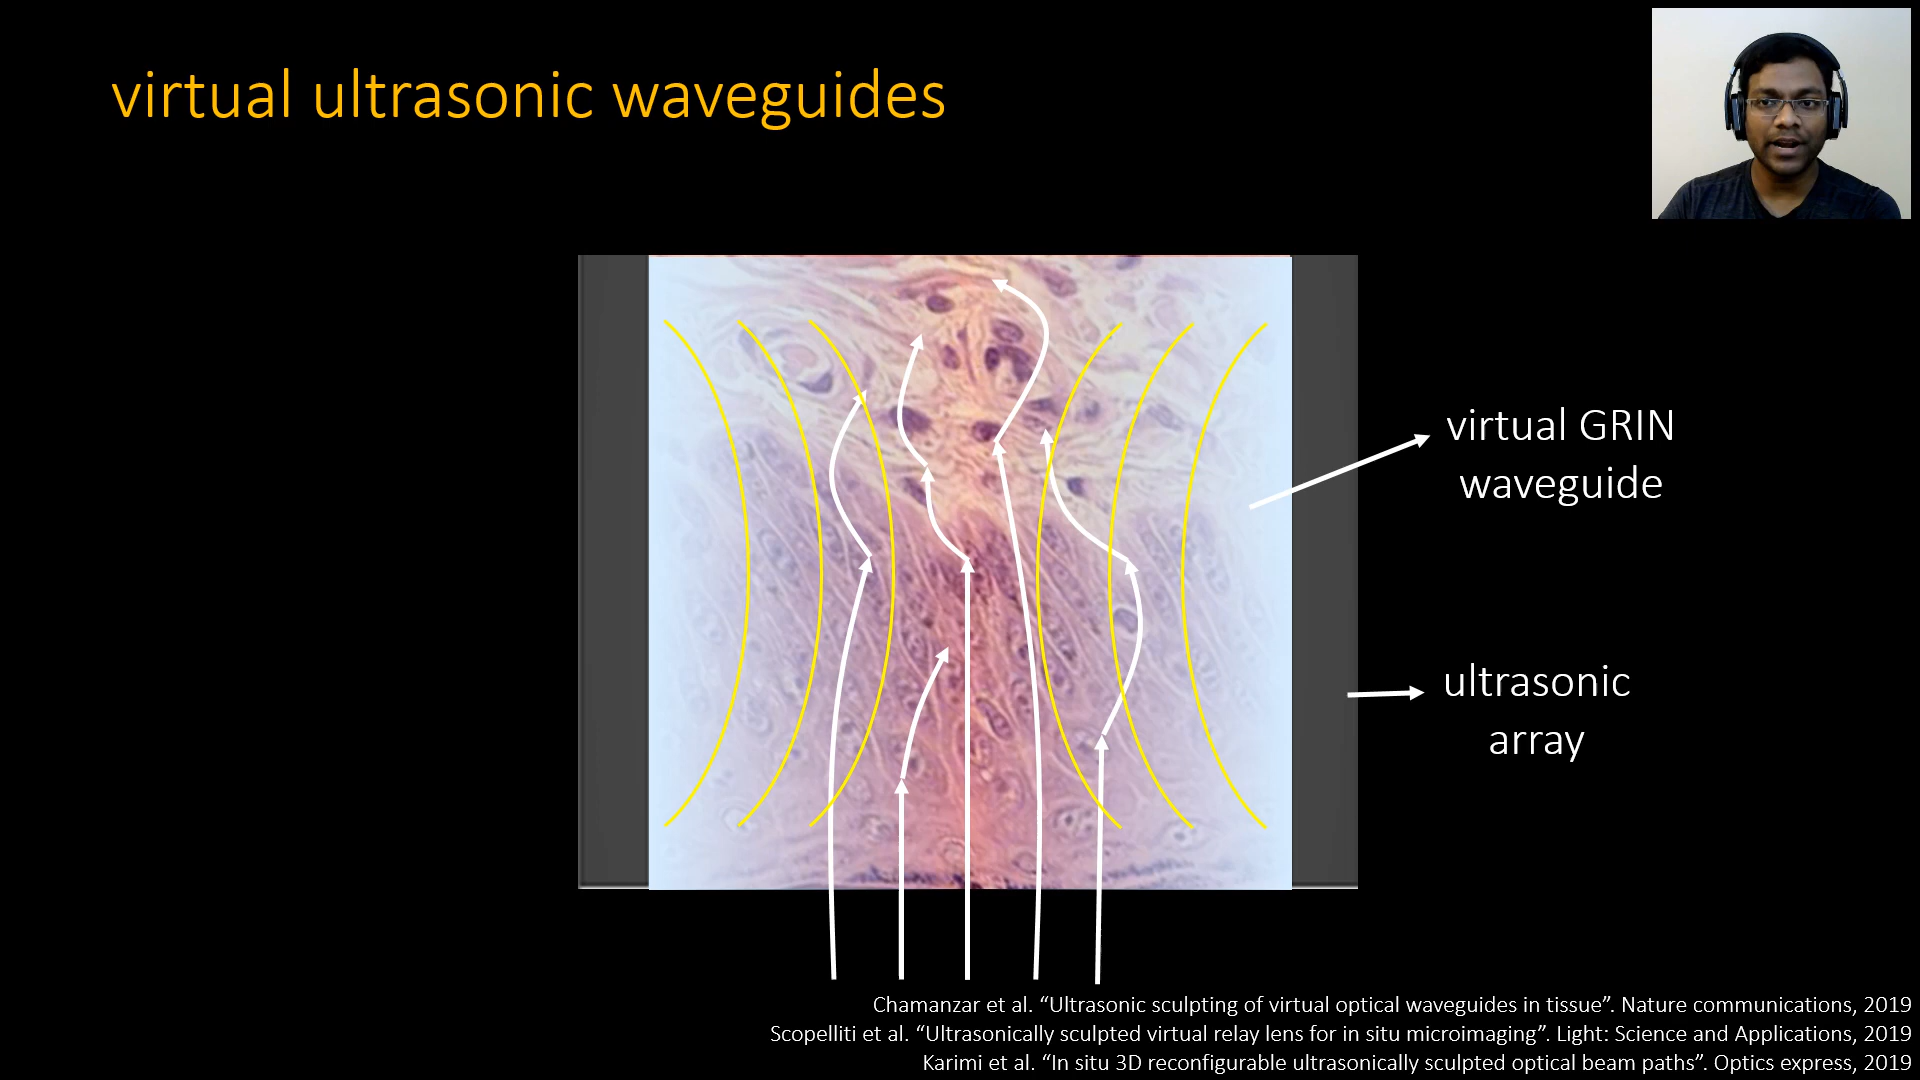 virtual ultrasonic waveguides
virtual GRIN
waveguide
ultrasonic
array
Chamanzar et al. “Ultrasonic sculpting of virtual optical waveguides in tissue”. Nature communications, 2019
Scopelliti et al. “Ultrasonically sculpted virtual relay lens for in situ microimaging”. Light: Science and Applications, 2019
Karimi et al. “In situ 3D reconfigurable ultrasonically sculpted optical beam paths”. Optics express, 2019